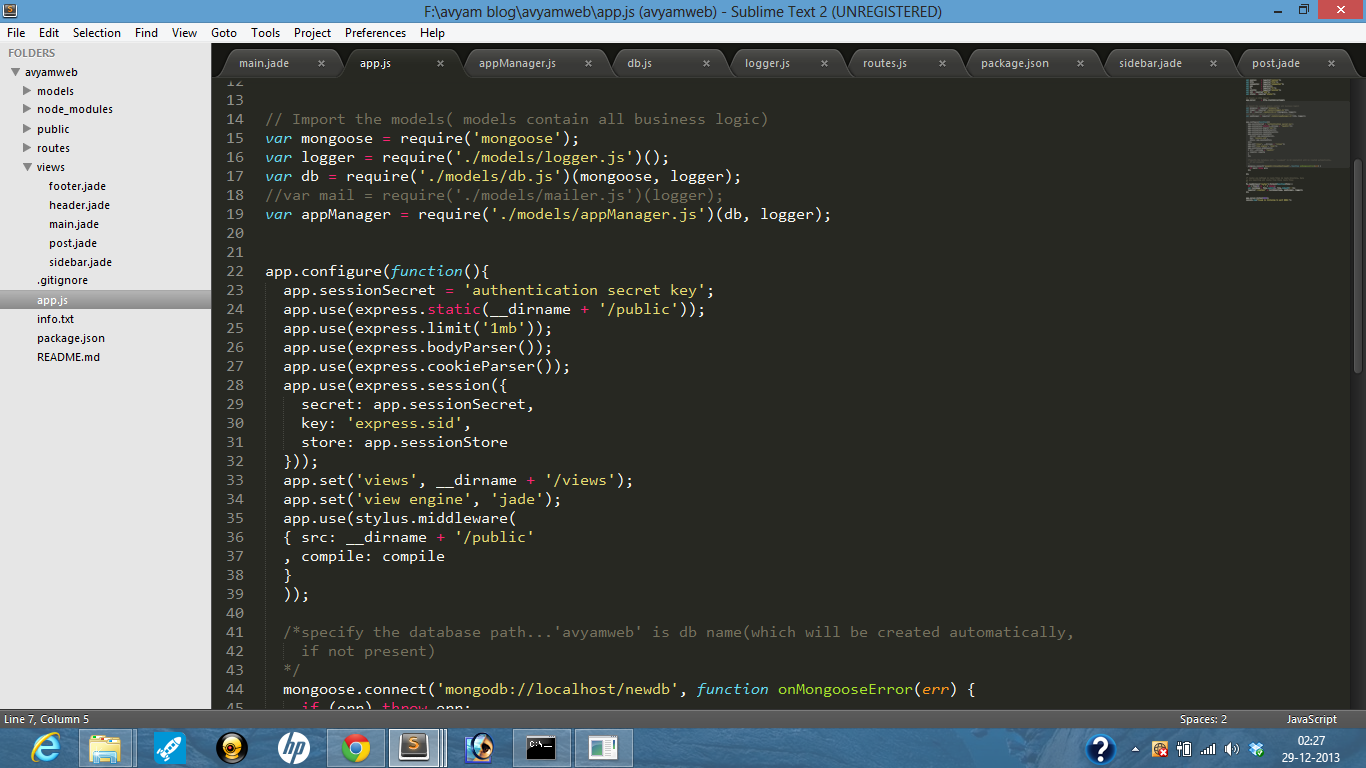 F:\avyam blog\avyamweb\app.js (avyamweb) - Sublime Text 2 (UNREGISTERED)
File Edit Selection Find View Goto Tools Project Preferences Help
FOLDERS
avyamweb
models
node_modules
public
routes
views
footer.jade
header.jade
main.jade
post.jade
sidebar.jade
.gitignore
app.js
info.txt
package.json
README.md
main.jade × app.js × appManager.js × db.js × logger.js × routes.js × package.json × sidebar.jade × post.jade ×
12
13
14 // Import the models( models contain all business logic)
15 var mongoose = require('mongoose');
16 var logger = require('./models/logger.js')();
17 var db = require('./models/db.js')(mongoose, logger);
18 //var mail = require('./models/mailer.js')(logger);
19 var appManager = require('./models/appManager.js')(db, logger);
20
21
22 app.configure(function(){
23 app.sessionSecret = 'authentication secret key';
24 app.use(express.static(__dirname + '/public'));
25 app.use(express.limit('1mb'));
26 app.use(express.bodyParser());
27 app.use(express.cookieParser());
28 app.use(express.session({
29 secret: app.sessionSecret,
30 key: 'express.sid',
31 store: app.sessionStore
32 }));
33 app.set('views', __dirname + '/views');
34 app.set('view engine', 'jade');
35 app.use(stylus.middleware(
36 { src: __dirname + '/public'
37 , compile: compile
38 }
39 ));
40
41 /*specify the database path...'avyamweb' is db name(which will be created automatically,
42 if not present)
43 */
44 mongoose.connect('mongodb://localhost/newdb', function onMongooseError(err) {
45 if (err) throw err;
Line 7, Column 5 Spaces: 2 JavaScript
02:27
29-12-2013